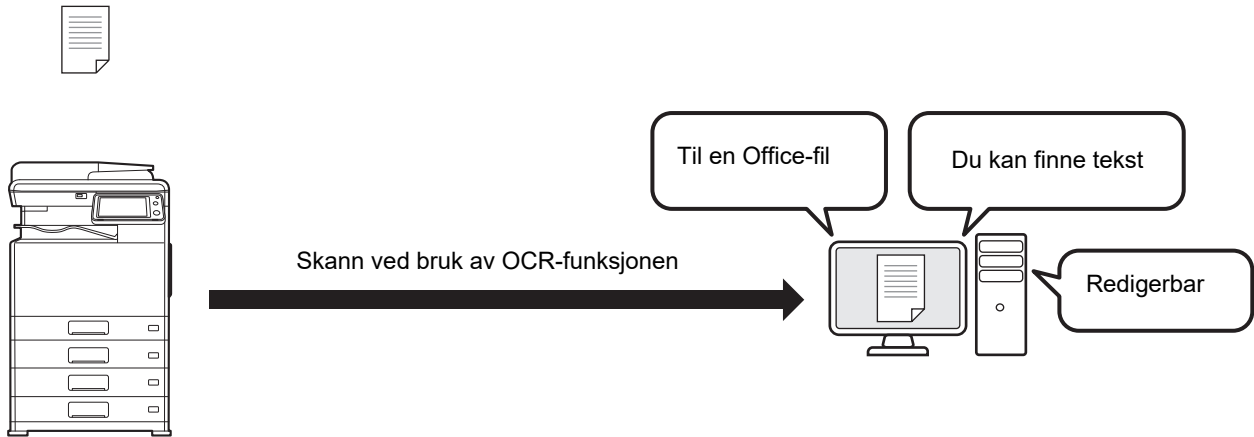 Til en Office-fil
Du kan finne tekst
Skann ved bruk av OCR-funksjonen
Redigerbar